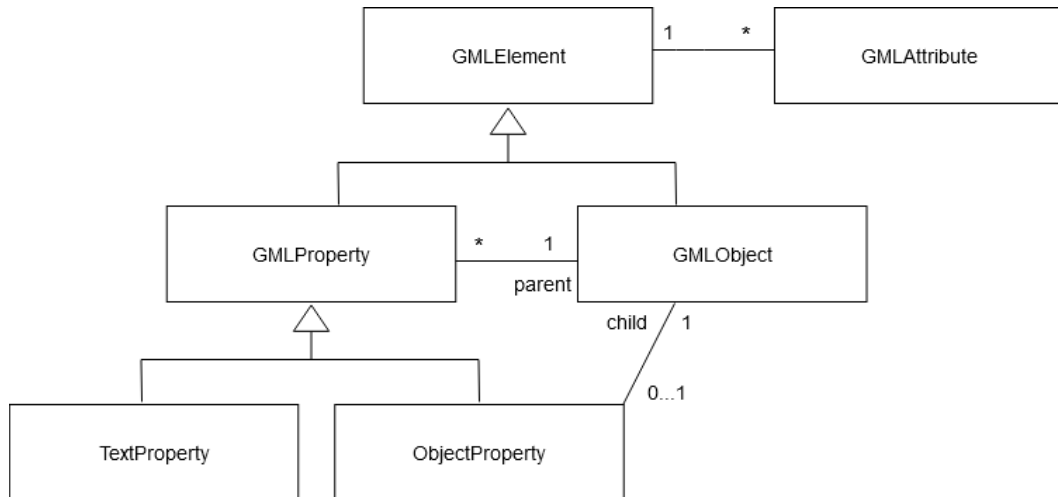 GMLElement
1
*
GMLAttribute
GMLProperty
*
1
parent
GMLObject
child
1
0...1
TextProperty
ObjectProperty